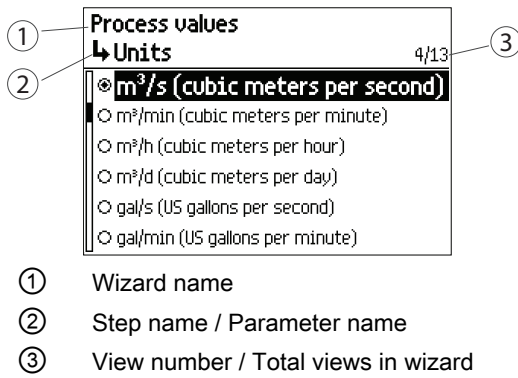 Process values
↳ Units 4/13
m³/s (cubic meters per second)
m³/min (cubic meters per minute)
m³/h (cubic meters per hour)
m³/d (cubic meters per day)
gal/s (US gallons per second)
gal/min (US gallons per minute)
① ② ③
① Wizard name
② Step name / Parameter name
③ View number / Total views in wizard